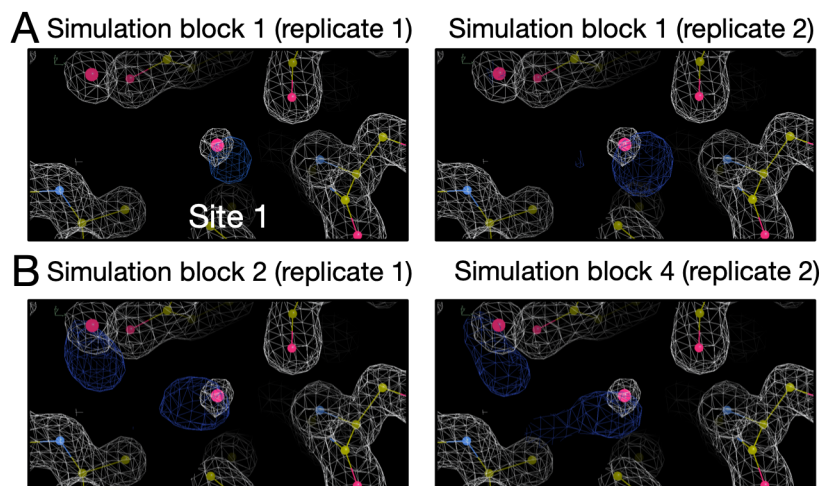 A Simulation block 1 (replicate 1) Simulation block 1 (replicate 2)
Site 1
B Simulation block 2 (replicate 1) Simulation block 4 (replicate 2)